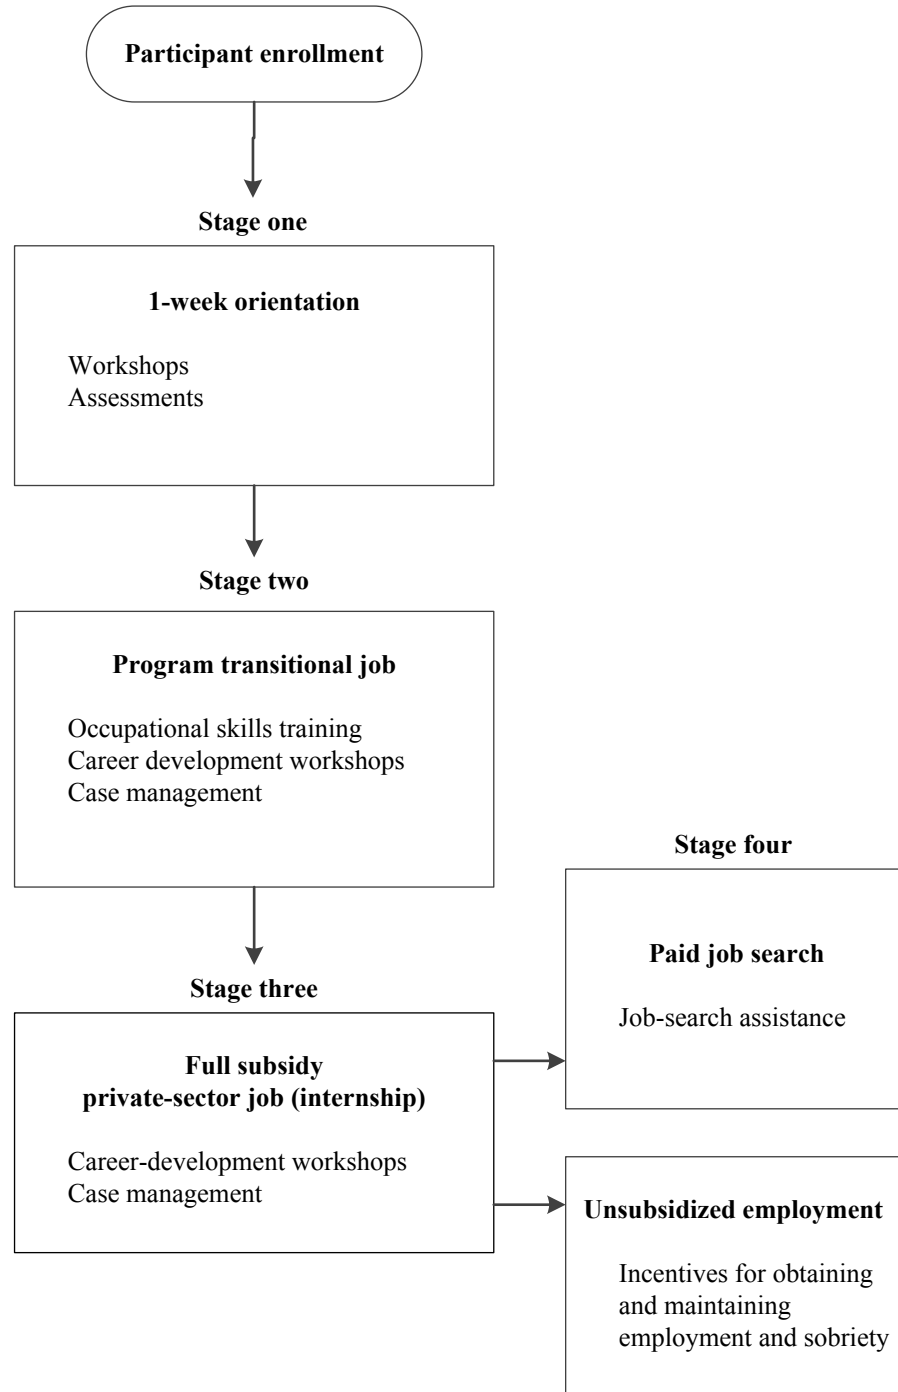 Participant enrollment
Stage one
1-week orientation
Workshops
Assessments
Stage two
Program transitional job
Occupational skills training
Career development workshops
Case management
Stage three
Full subsidy
private-sector job (internship)
Career-development workshops
Case management
Stage four
Paid job search
Job-search assistance
Unsubsidized employment
Incentives for obtaining
and maintaining
employment and sobriety